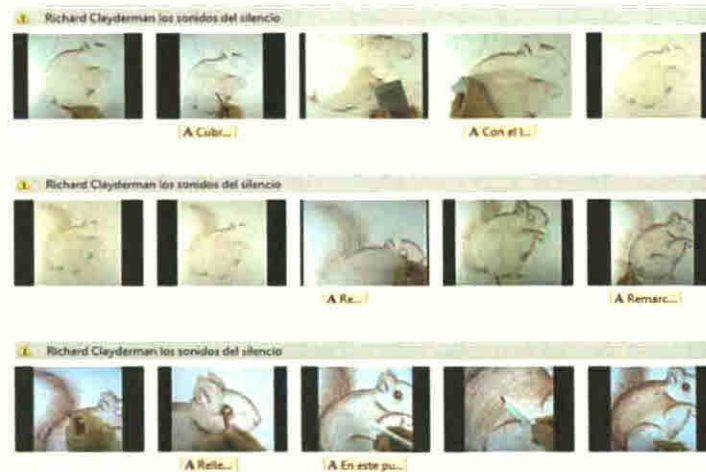 Richard Clayderman los sonidos del silencio
A Cubr...
A Con el l...
Richard Clayderman los sonidos del silencio
A Re...
A Remarc...
Richard Clayderman los sonidos del silencio
A Relle...
A En este pu...